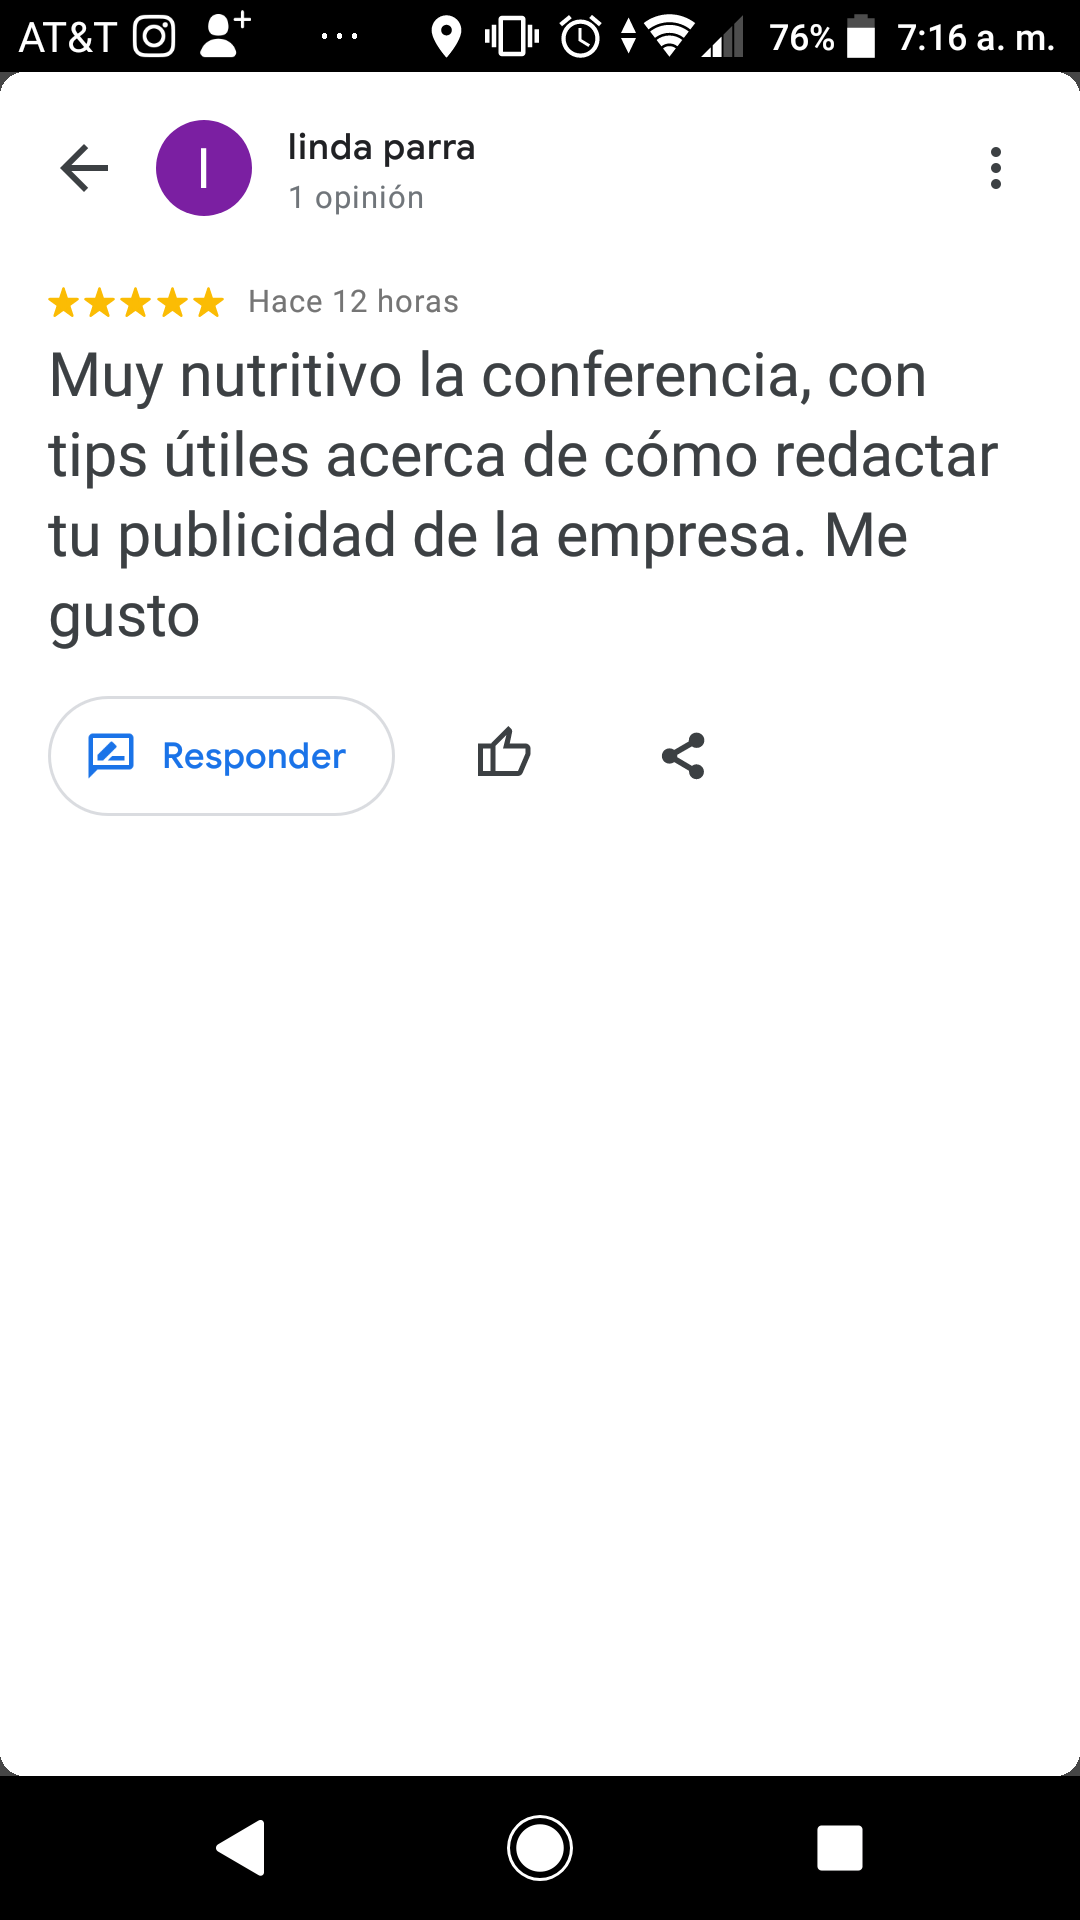 AT&T ... 76% 7:16 a. m.
linda parra
l
1 opinión
Hace 12 horas
Muy nutritivo la conferencia, con
tips útiles acerca de cómo redactar
tu publicidad de la empresa. Me
gusto
Responder